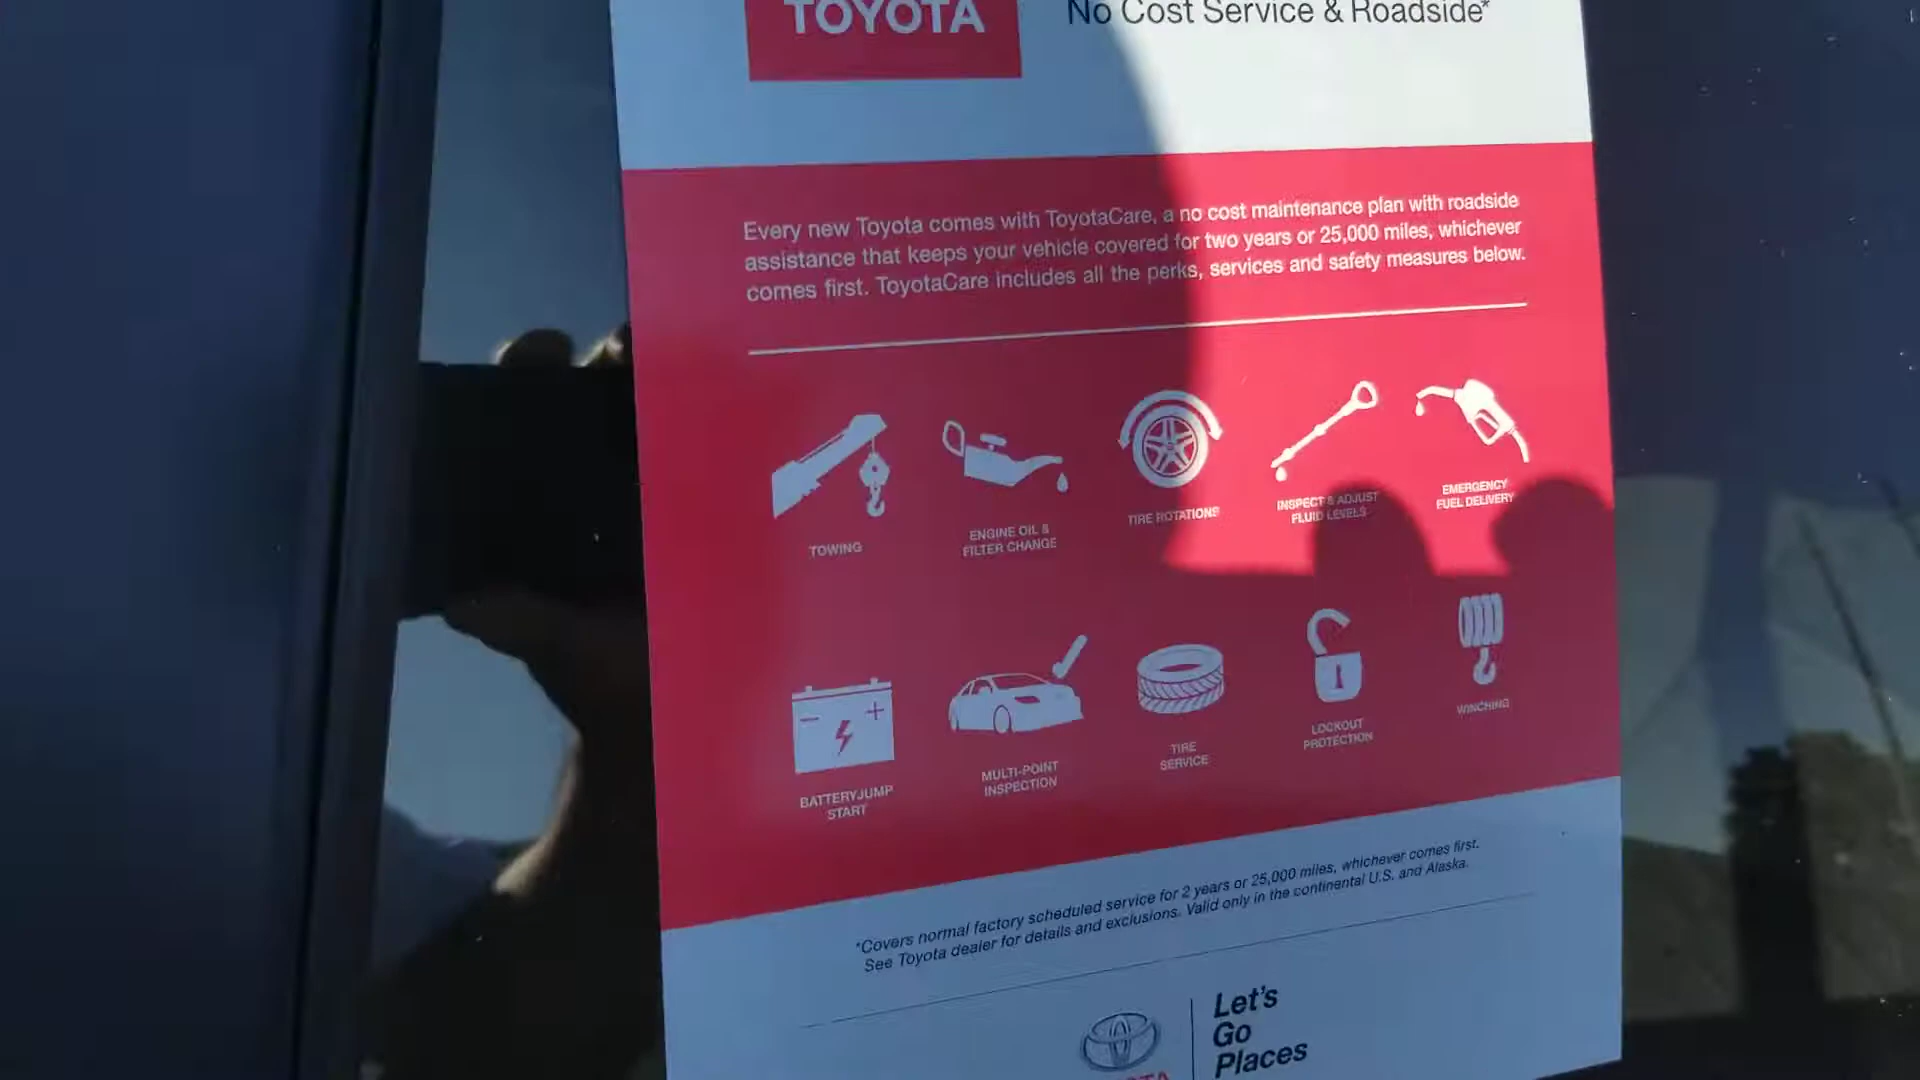 TOYOTA
No Cost Service & Roadside*
Every new Toyota comes with ToyotaCare, a no cost maintenance plan with roadside
assistance that keeps your vehicle covered for two years or 25,000 miles, whichever
comes first. ToyotaCare includes all the perks, services and safety measures below.
TOWING
ENGINE OIL &
FILTER CHANGE
TIRE ROTATIONS
INSPECT & ADJUST
FLUID LEVELS
EMERGENCY
FUEL DELIVERY
BATTERY JUMP
START
MULTI-POINT
INSPECTION
TIRE
SERVICE
LOCKOUT
PROTECTION
WINCHING
*Covers normal factory scheduled service for 2 years or 25,000 miles, whichever comes first.
See Toyota dealer for details and exclusions. Valid only in the continental U.S. and Alaska.
Let's
Go
Places